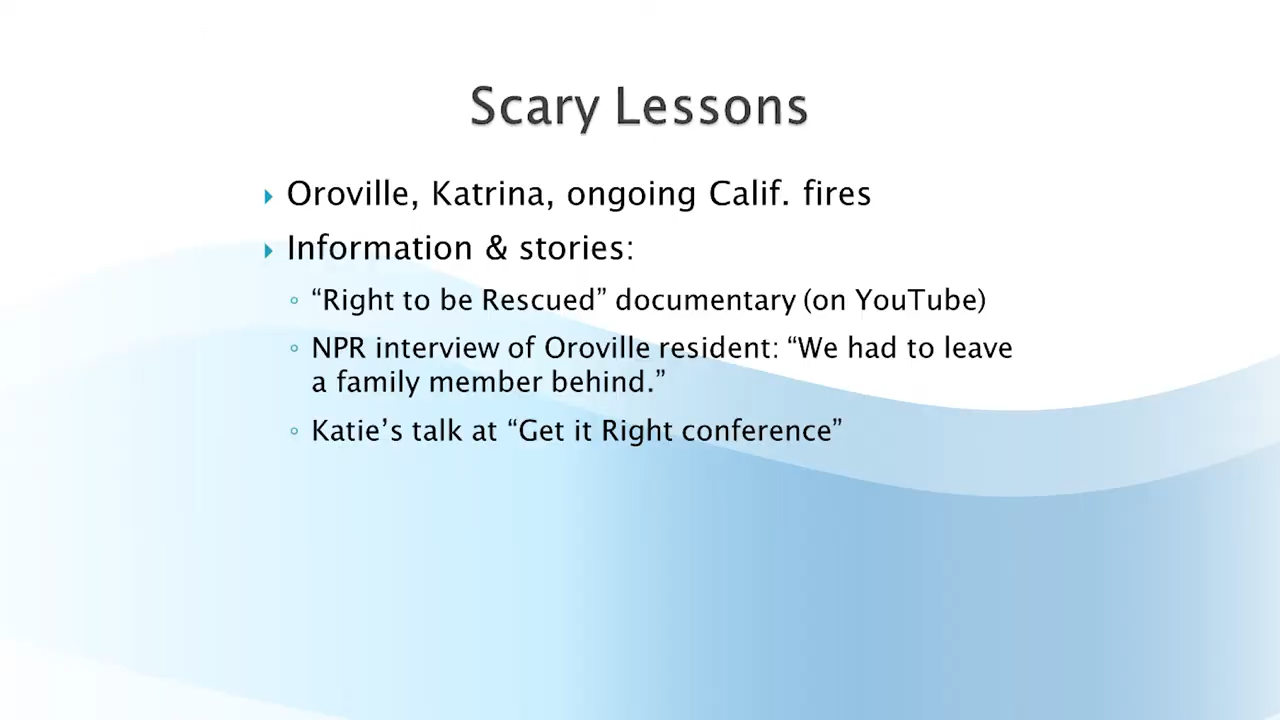 Scary Lessons
Oroville, Katrina, ongoing Calif. fires
Information & stories:
“Right to be Rescued” documentary (on YouTube)
NPR interview of Oroville resident: “We had to leave
a family member behind.”
Katie’s talk at “Get it Right conference”